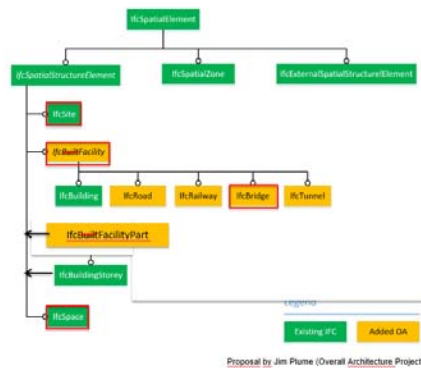 IfcSpatialElement
IfcSpatialStructureElement
IfcSpatialZone
IfcExternalSpatialStructurelElement
IfcSite
IfcBuiltFacility
IfcBuilding
IfcRoad
IfcRailway
IfcBridge
IfcTunnel
IfcBuiltFacilityPart
IfcBuildingStorey
Legend
IfcSpace
Existing IFC
Added OA
Proposal by Jim Plume (Overall Architecture Project